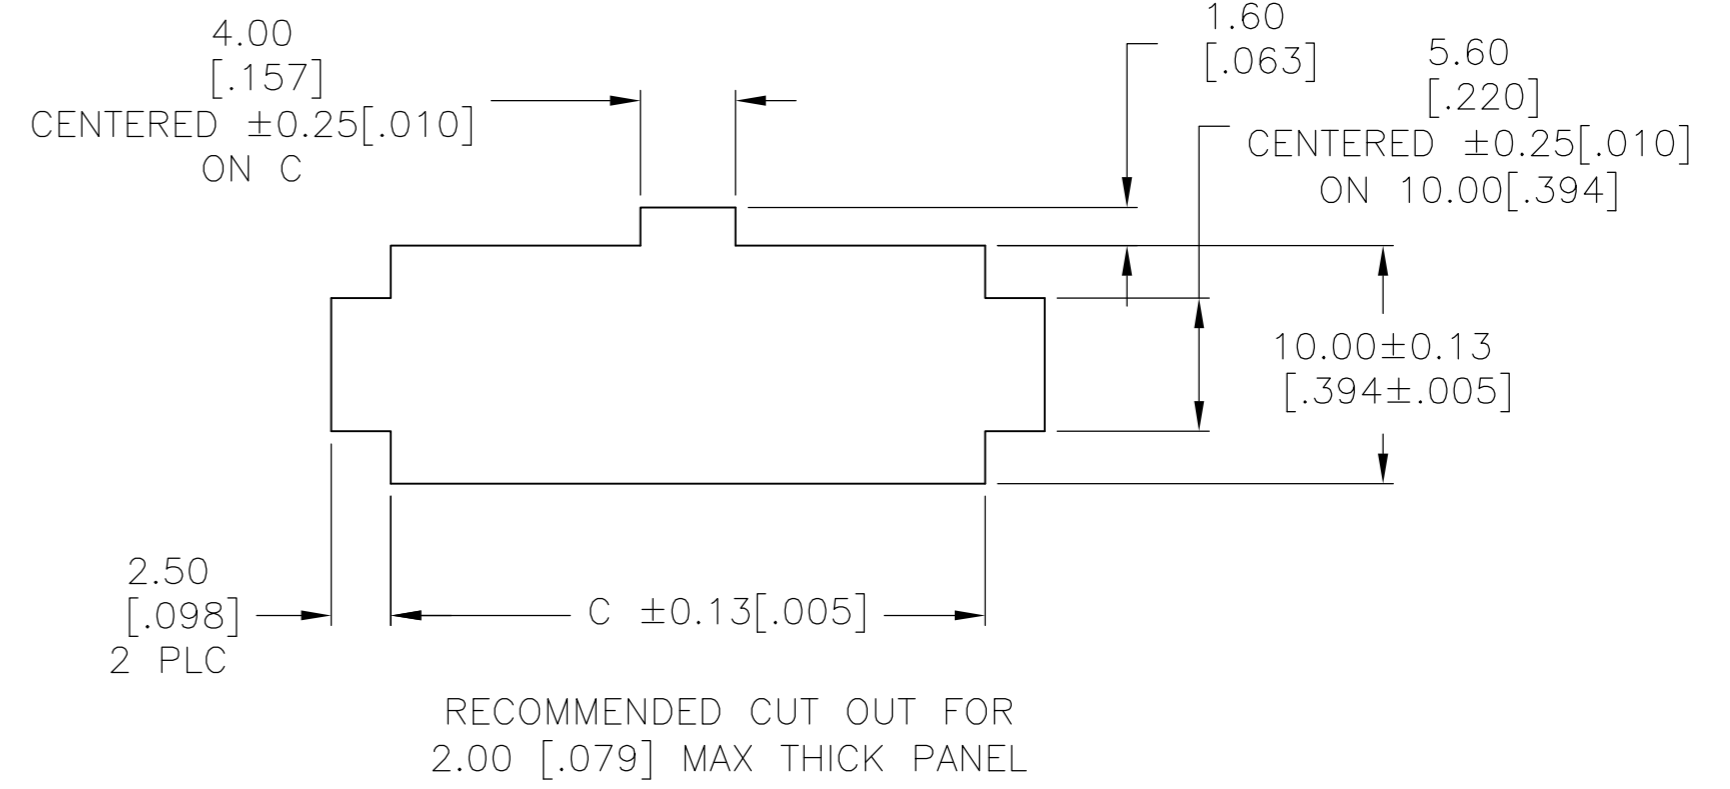 4.00
[.157]
CENTERED ±0.25[.010]
ON C
1.60
[.063]
5.60
[.220]
CENTERED ±0.25[.010]
ON 10.00[.394]
10.00±0.13
[.394±.005]
2.50
[.098]
2 PLC
C ±0.13[.005]
RECOMMENDED CUT OUT FOR
2.00 [.079] MAX THICK PANEL